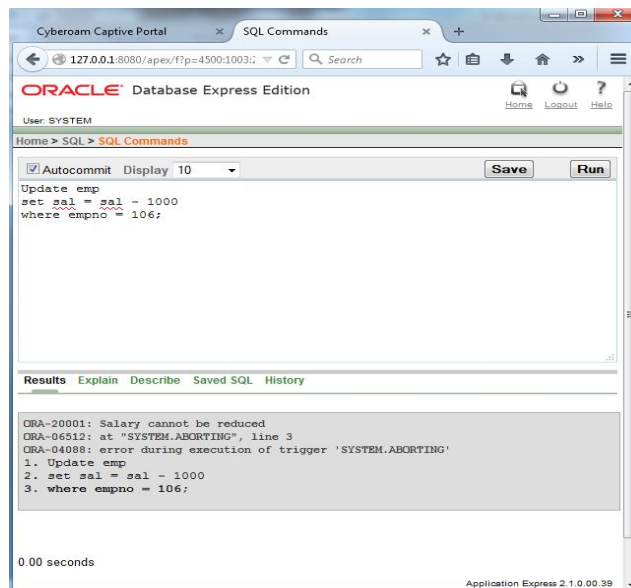 Cyberoam Captive Portal × SQL Commands × +
127.0.0.1:8080/apex/f?p=4500:1003: Search
ORACLE Database Express Edition
Home Logout Help
User: SYSTEM
Home > SQL > SQL Commands
Autocommit Display 10 Save Run
Update emp
set sal = sal - 1000
where empno = 106;
Results Explain Describe Saved SQL History
ORA-20001: Salary cannot be reduced
ORA-06512: at "SYSTEM.ABORTING", line 3
ORA-04088: error during execution of trigger 'SYSTEM.ABORTING'
1. Update emp
2. set sal = sal - 1000
3. where empno = 106;
0.00 seconds
Application Express 2.1.0.00.39